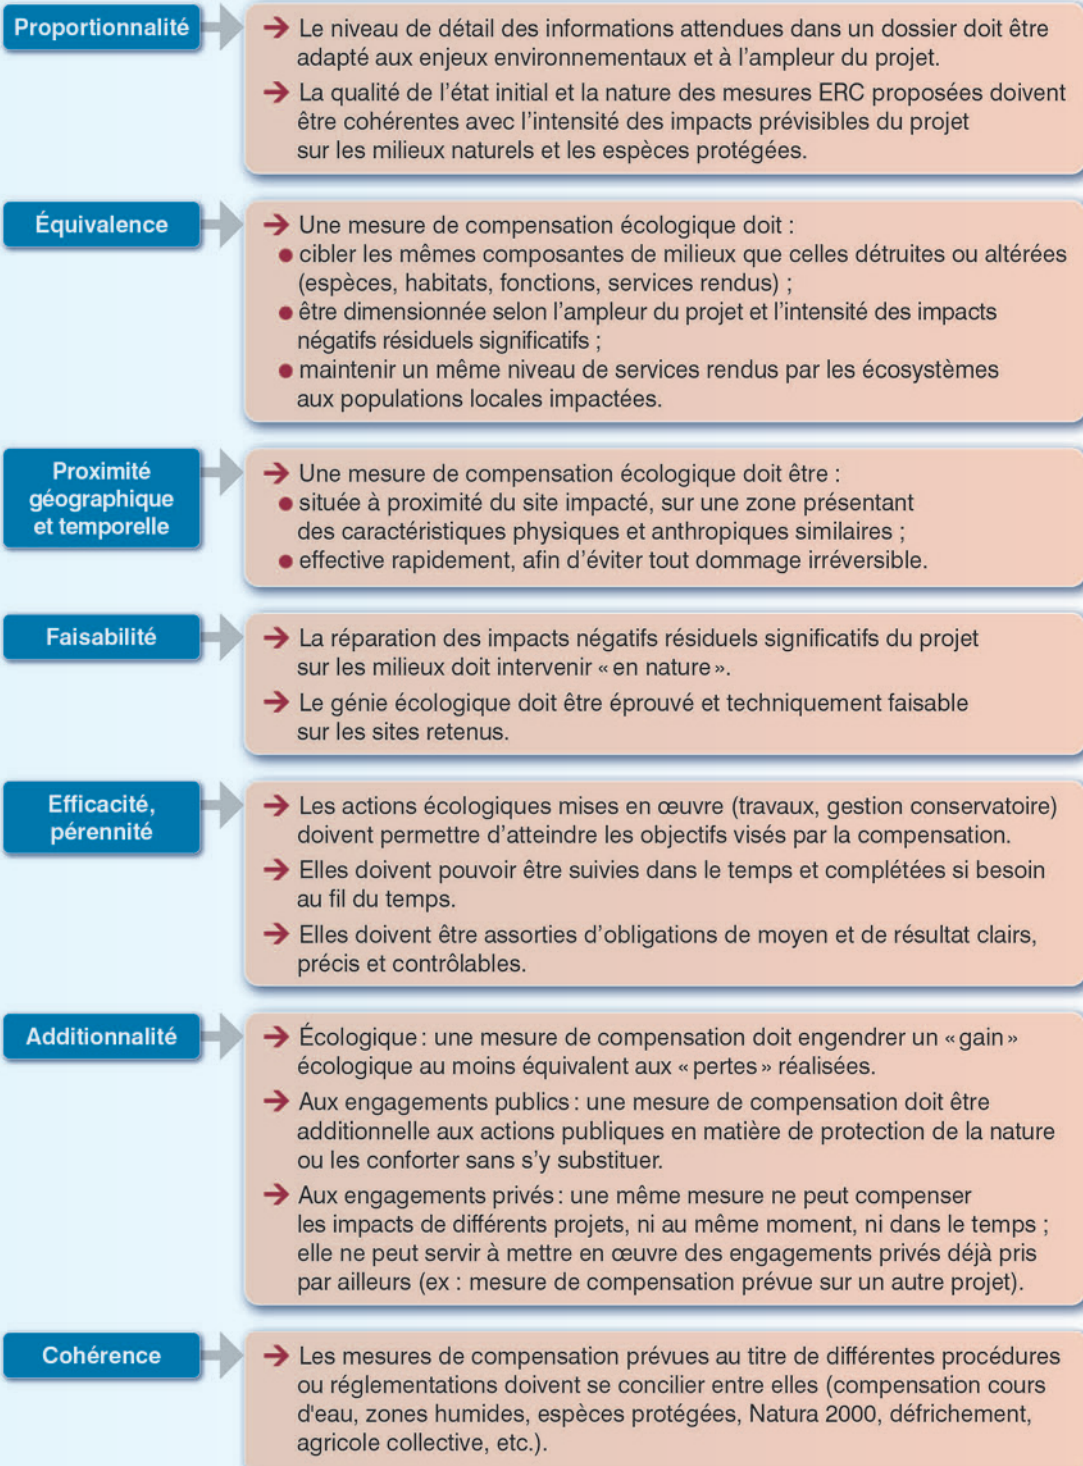 Proportionnalité
➔ Le niveau de détail des informations attendues dans un dossier doit être
adapté aux enjeux environnementaux et à l’ampleur du projet.
➔ La qualité de l’état initial et la nature des mesures ERC proposées doivent
être cohérentes avec l’intensité des impacts prévisibles du projet
sur les milieux naturels et les espèces protégées.
Équivalence
➔ Une mesure de compensation écologique doit :
● cibler les mêmes composantes de milieux que celles détruites ou altérées
(espèces, habitats, fonctions, services rendus) ;
● être dimensionnée selon l’ampleur du projet et l’intensité des impacts
négatifs résiduels significatifs ;
● maintenir un même niveau de services rendus par les écosystèmes
aux populations locales impactées.
Proximité
géographique
et temporelle
➔ Une mesure de compensation écologique doit être :
● située à proximité du site impacté, sur une zone présentant
des caractéristiques physiques et anthropiques similaires ;
● effective rapidement, afin d’éviter tout dommage irréversible.
Faisabilité
➔ La réparation des impacts négatifs résiduels significatifs du projet
sur les milieux doit intervenir « en nature ».
➔ Le génie écologique doit être éprouvé et techniquement faisable
sur les sites retenus.
Efficacité,
pérennité
➔ Les actions écologiques mises en œuvre (travaux, gestion conservatoire)
doivent permettre d’atteindre les objectifs visés par la compensation.
➔ Elles doivent pouvoir être suivies dans le temps et complétées si besoin
au fil du temps.
➔ Elles doivent être assorties d’obligations de moyen et de résultat clairs,
précis et contrôlables.
Additionnalité
➔ Écologique : une mesure de compensation doit engendrer un « gain »
écologique au moins équivalent aux « pertes » réalisées.
➔ Aux engagements publics : une mesure de compensation doit être
additionnelle aux actions publiques en matière de protection de la nature
ou les conforter sans s’y substituer.
➔ Aux engagements privés : une même mesure ne peut compenser
les impacts de différents projets, ni au même moment, ni dans le temps ;
elle ne peut servir à mettre en œuvre des engagements privés déjà pris
par ailleurs (ex : mesure de compensation prévue sur un autre projet).
Cohérence
➔ Les mesures de compensation prévues au titre de différentes procédures
ou réglementations doivent se concilier entre elles (compensation cours
d'eau, zones humides, espèces protégées, Natura 2000, défrichement,
agricole collective, etc.).